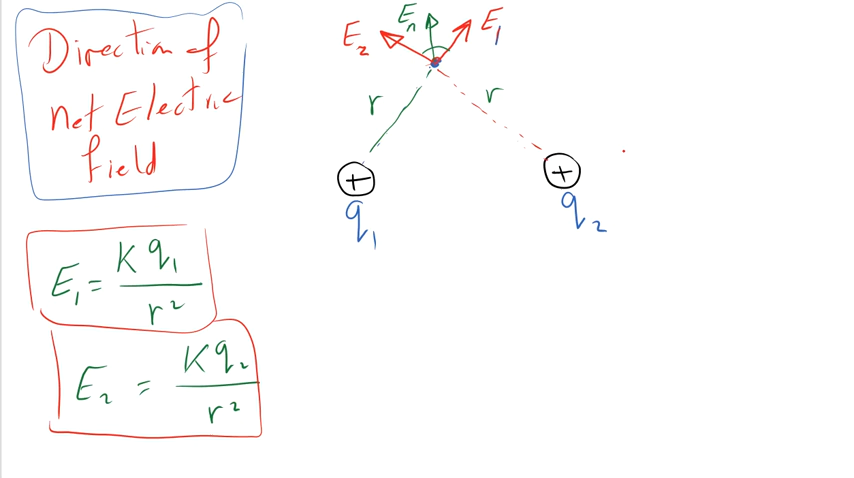 Direction of
net Electric
field
E₂ Eₙ E₁
r r
+ +
q₁ q₂
E₁ = Kq₁/r²
E₂ = Kq₂/r²